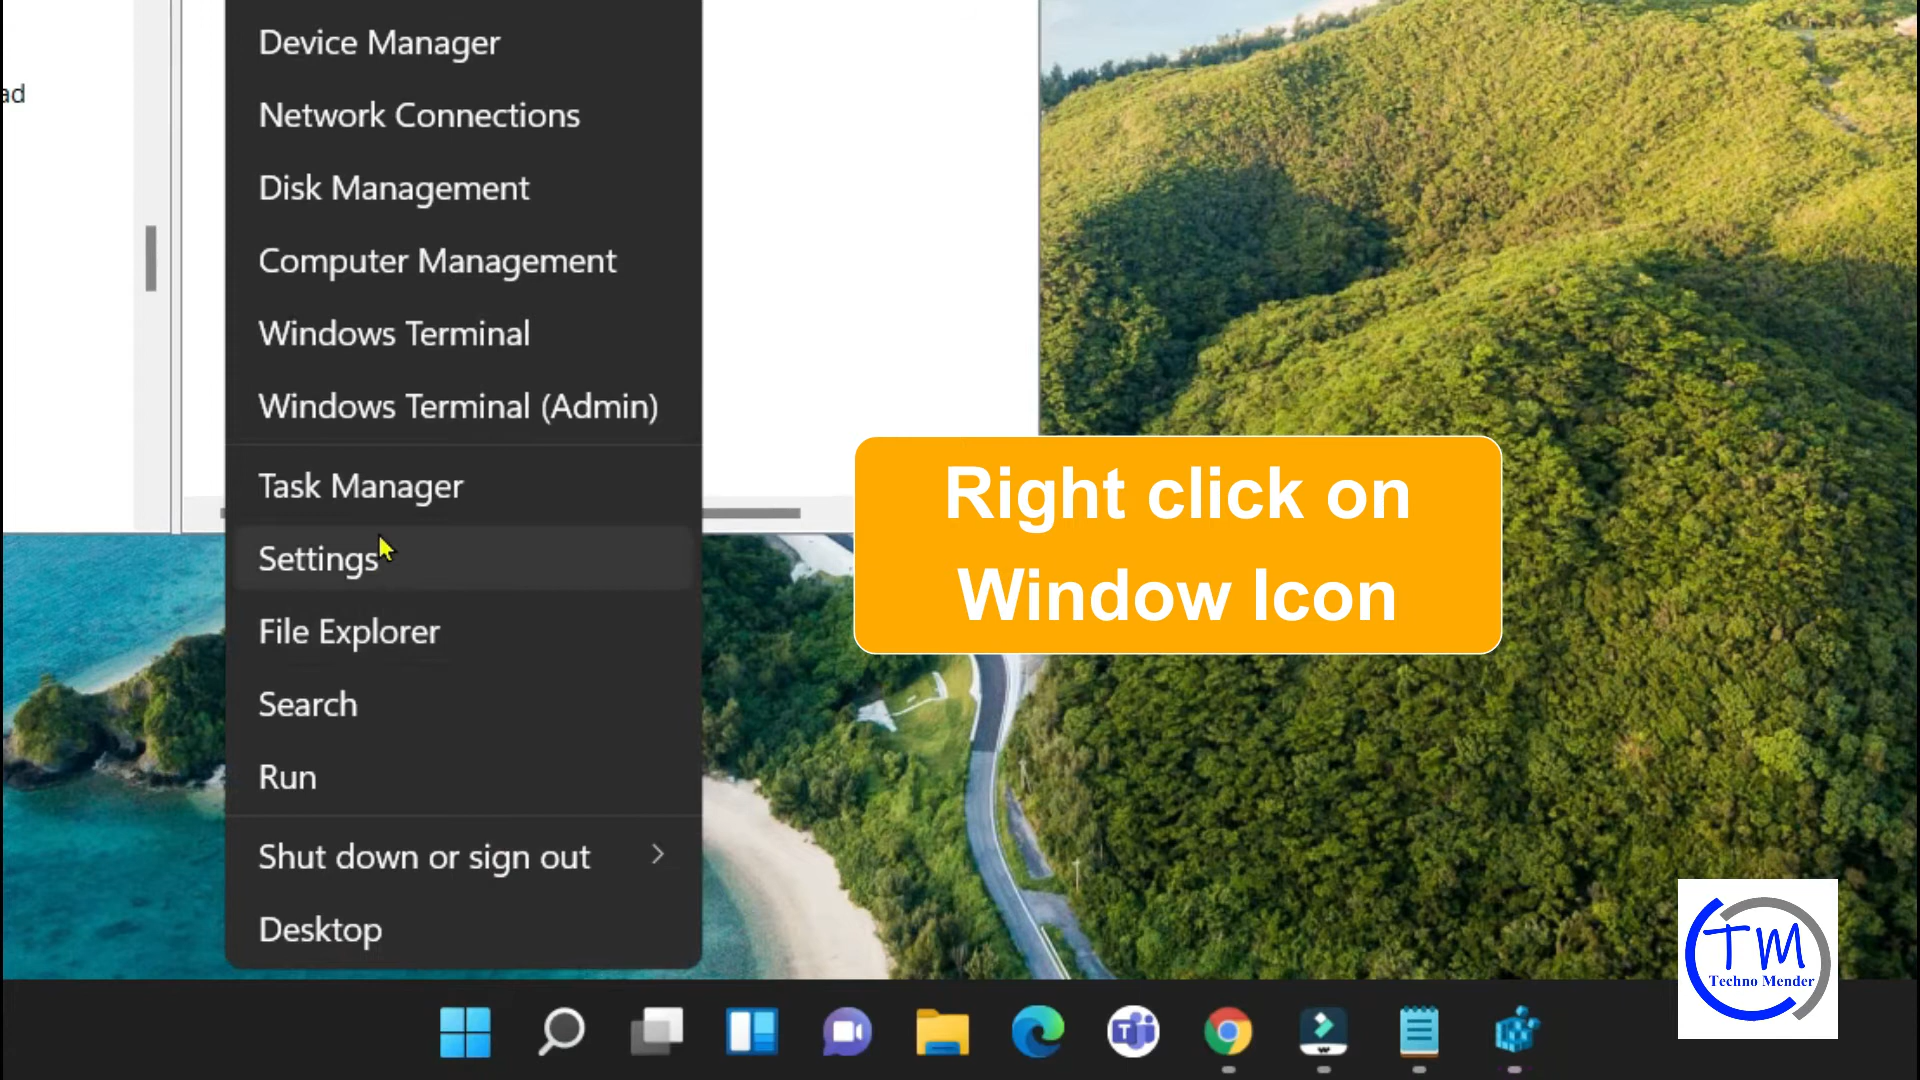 ad
Device Manager
Network Connections
Disk Management
Computer Management
Windows Terminal
Windows Terminal (Admin)
Task Manager
Settings
File Explorer
Search
Run
Shut down or sign out
Desktop
Right click on
Window Icon
TM
Techno Mender